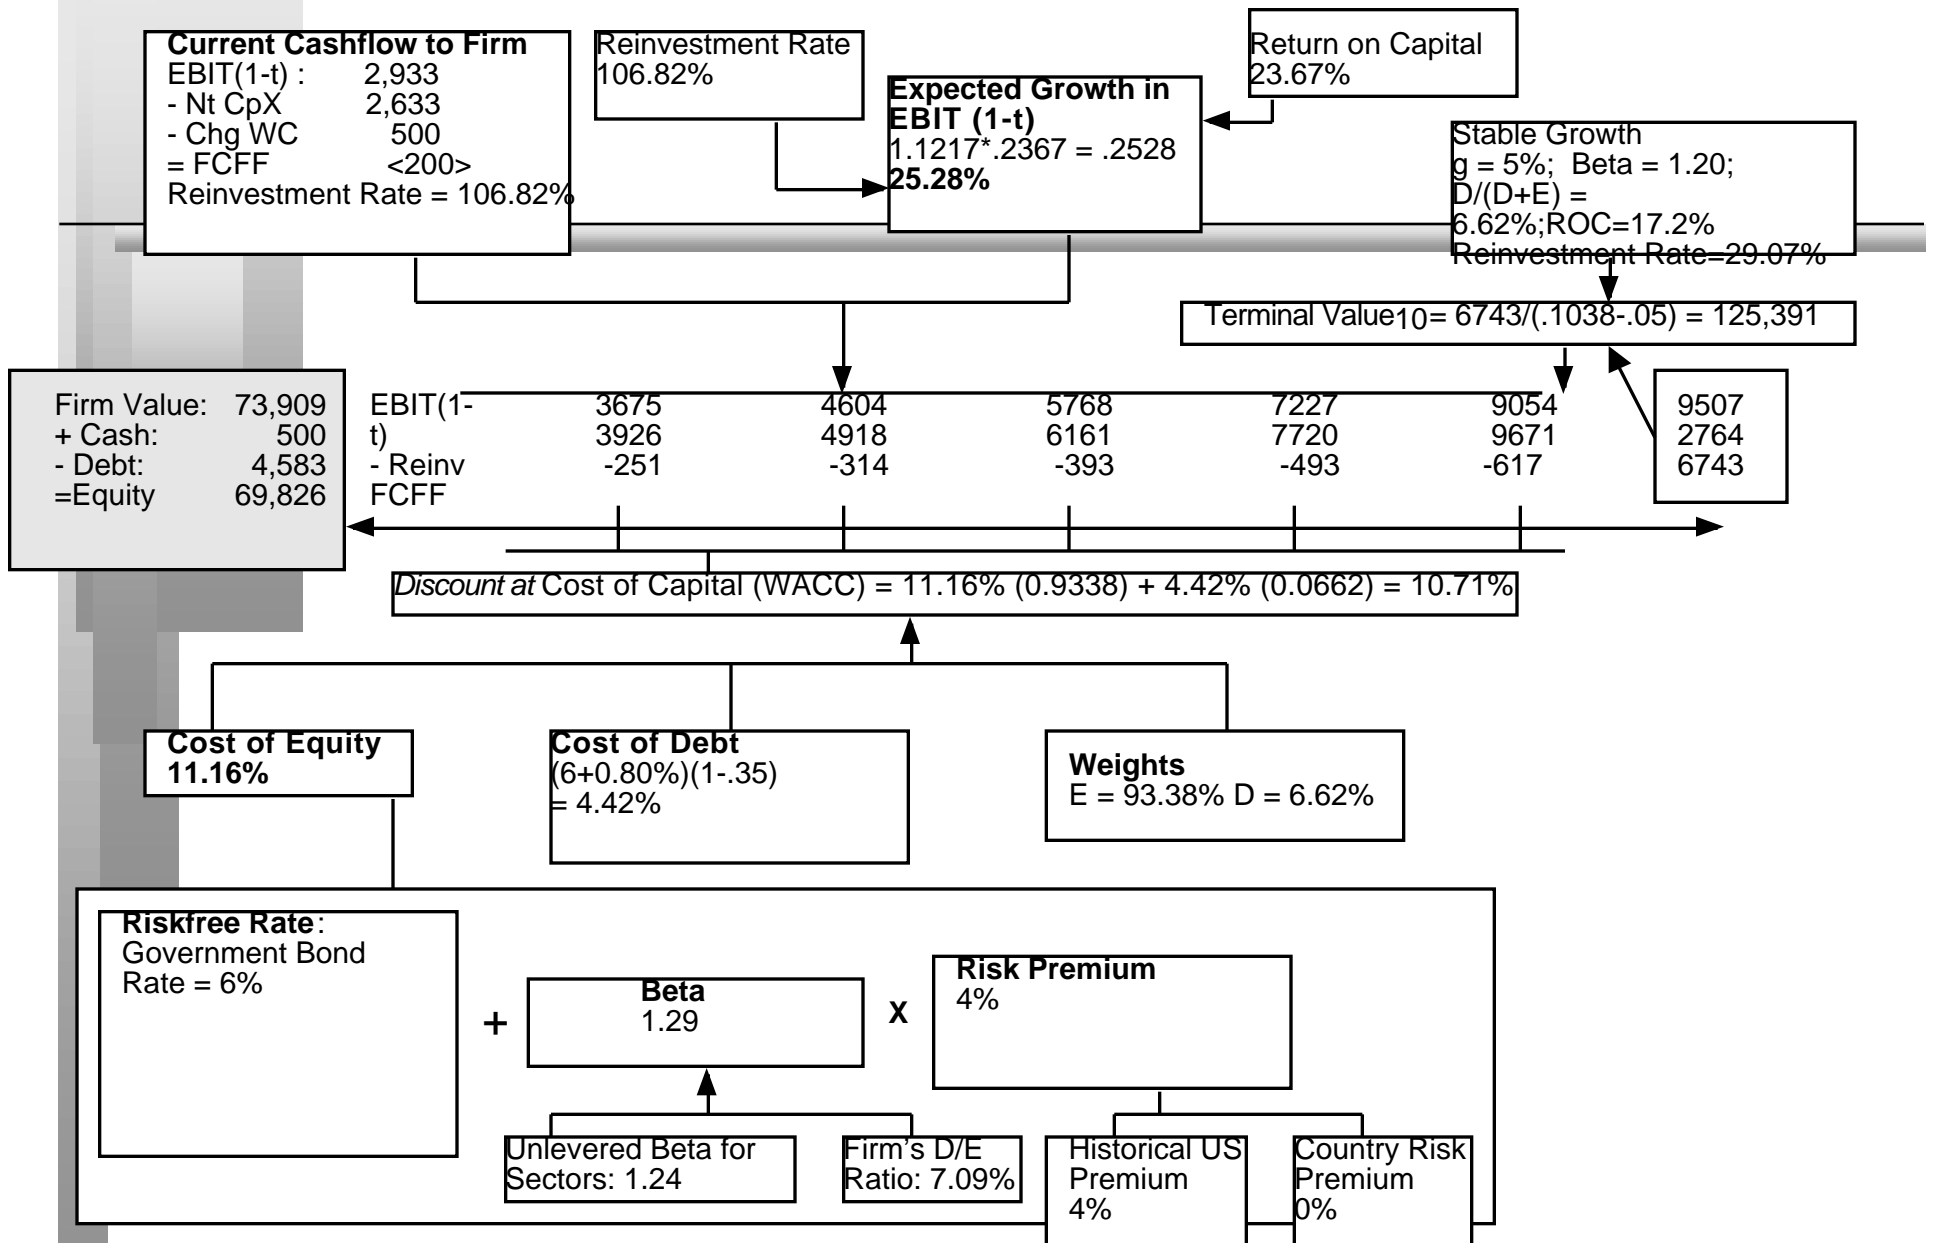 Current Cashflow to Firm
EBIT(1-t) : 2,933
- Nt CpX 2,633
- Chg WC 500
= FCFF <200>
Reinvestment Rate = 106.82%
Reinvestment Rate
106.82%
Expected Growth in
EBIT (1-t)
1.1217*.2367 = .2528
25.28%
Return on Capital
23.67%
Stable Growth
g = 5%; Beta = 1.20;
D/(D+E) =
6.62%;ROC=17.2%
Reinvestment Rate=29.07%
Terminal Value10= 6743/(.1038-.05) = 125,391
Firm Value: 73,909
+ Cash: 500
- Debt: 4,583
=Equity 69,826
EBIT(1-
t)
- Reinv
FCFF
3675 4604 5768 7227 9054
3926 4918 6161 7720 9671
-251 -314 -393 -493 -617
9507
2764
6743
Discount at Cost of Capital (WACC) = 11.16% (0.9338) + 4.42% (0.0662) = 10.71%
Cost of Equity
11.16%
Cost of Debt
(6+0.80%)(1-.35)
= 4.42%
Weights
E = 93.38% D = 6.62%
Riskfree Rate:
Government Bond
Rate = 6%
+
Beta
1.29
X
Risk Premium
4%
Unlevered Beta for
Sectors: 1.24
Firm’s D/E
Ratio: 7.09%
Historical US
Premium
4%
Country Risk
Premium
0%